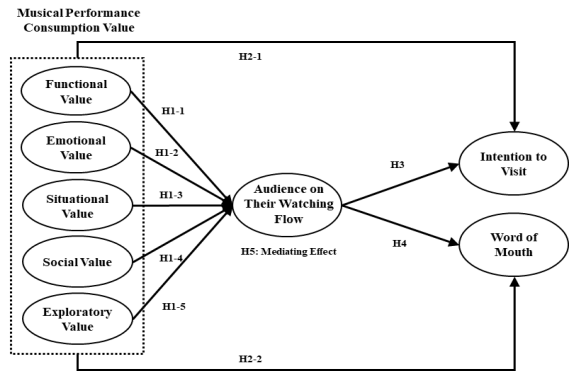 Musical Performance
Consumption Value
H2-1
Functional
Value
H1-1
Emotional
Value
H1-2
Situational
Value
H1-3
Social Value
H1-4
Exploratory
Value
H1-5
Audience on
Their Watching
Flow
H5: Mediating Effect
H3
Intention to
Visit
H4
Word of
Mouth
H2-2